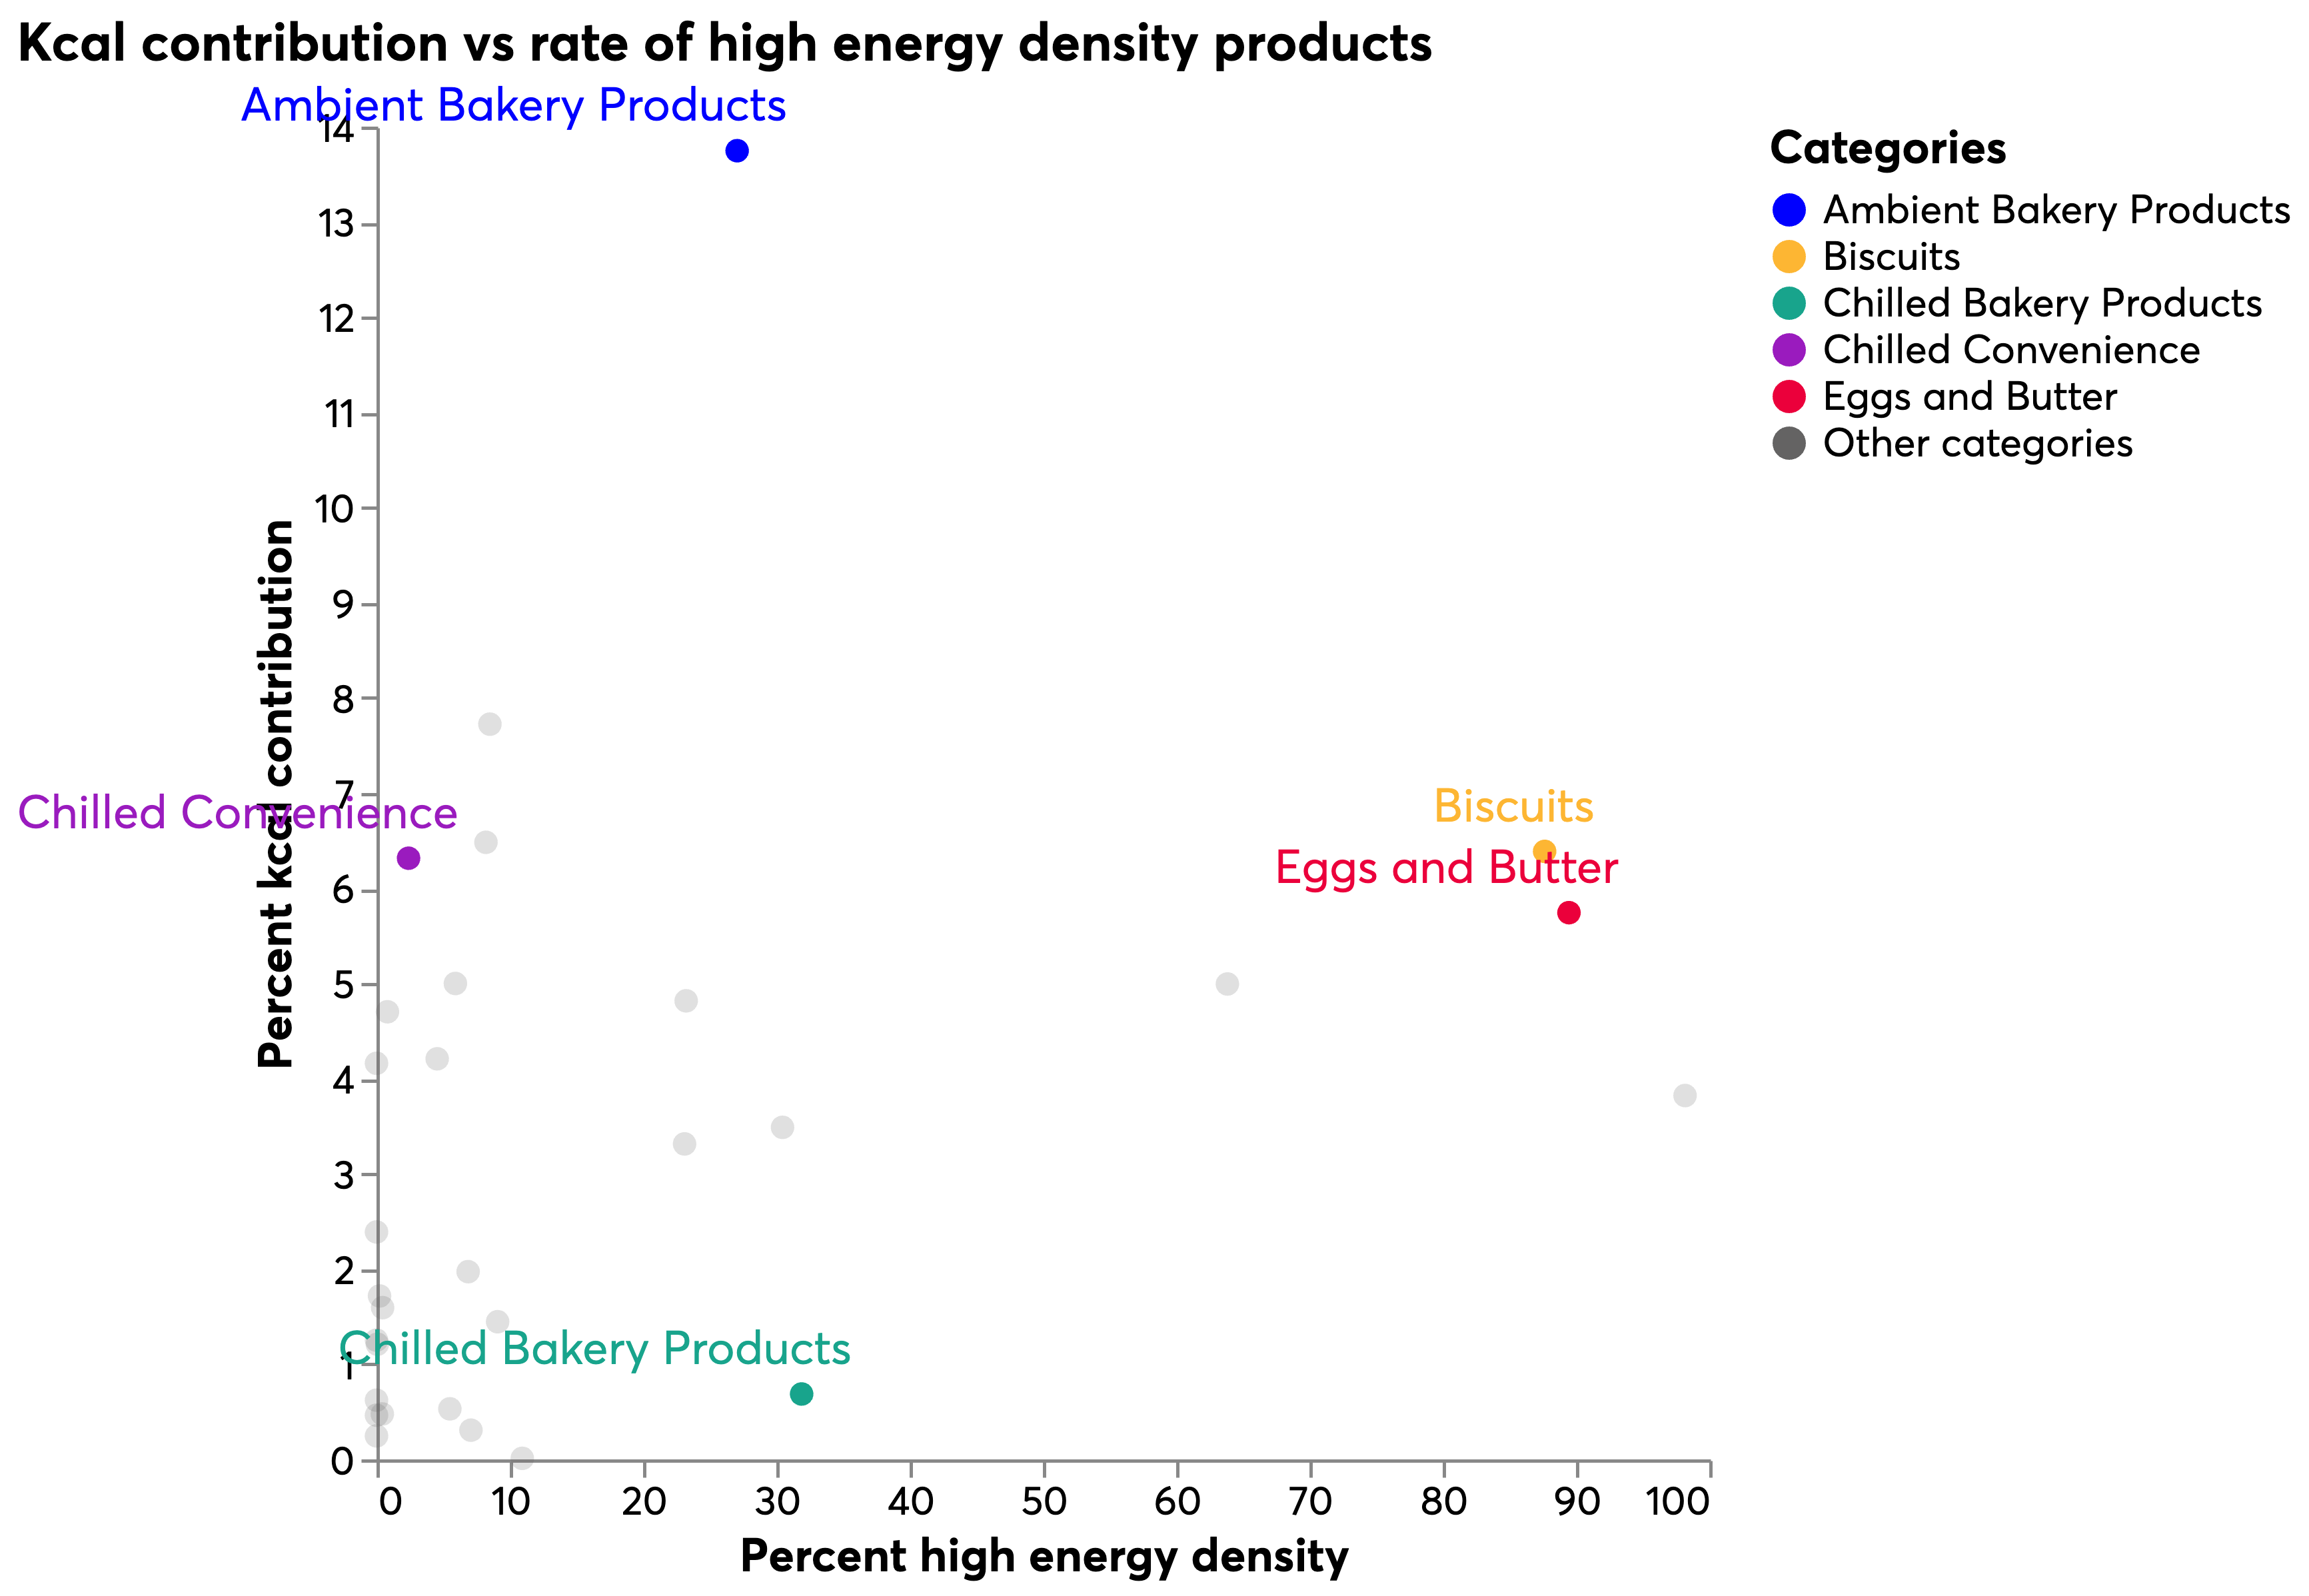 Kcal contribution vs rate of high energy density products
Ambient Bakery Products
14
13
12
11
10
9
8
7
6
5
4
3
2
1
0
Percent kcal contribution
Chilled Convenience
Biscuits
Eggs and Butter
Chilled Bakery Products
0 10 20 30 40 50 60 70 80 90 100
Percent high energy density
Categories
Ambient Bakery Products
Biscuits
Chilled Bakery Products
Chilled Convenience
Eggs and Butter
Other categories